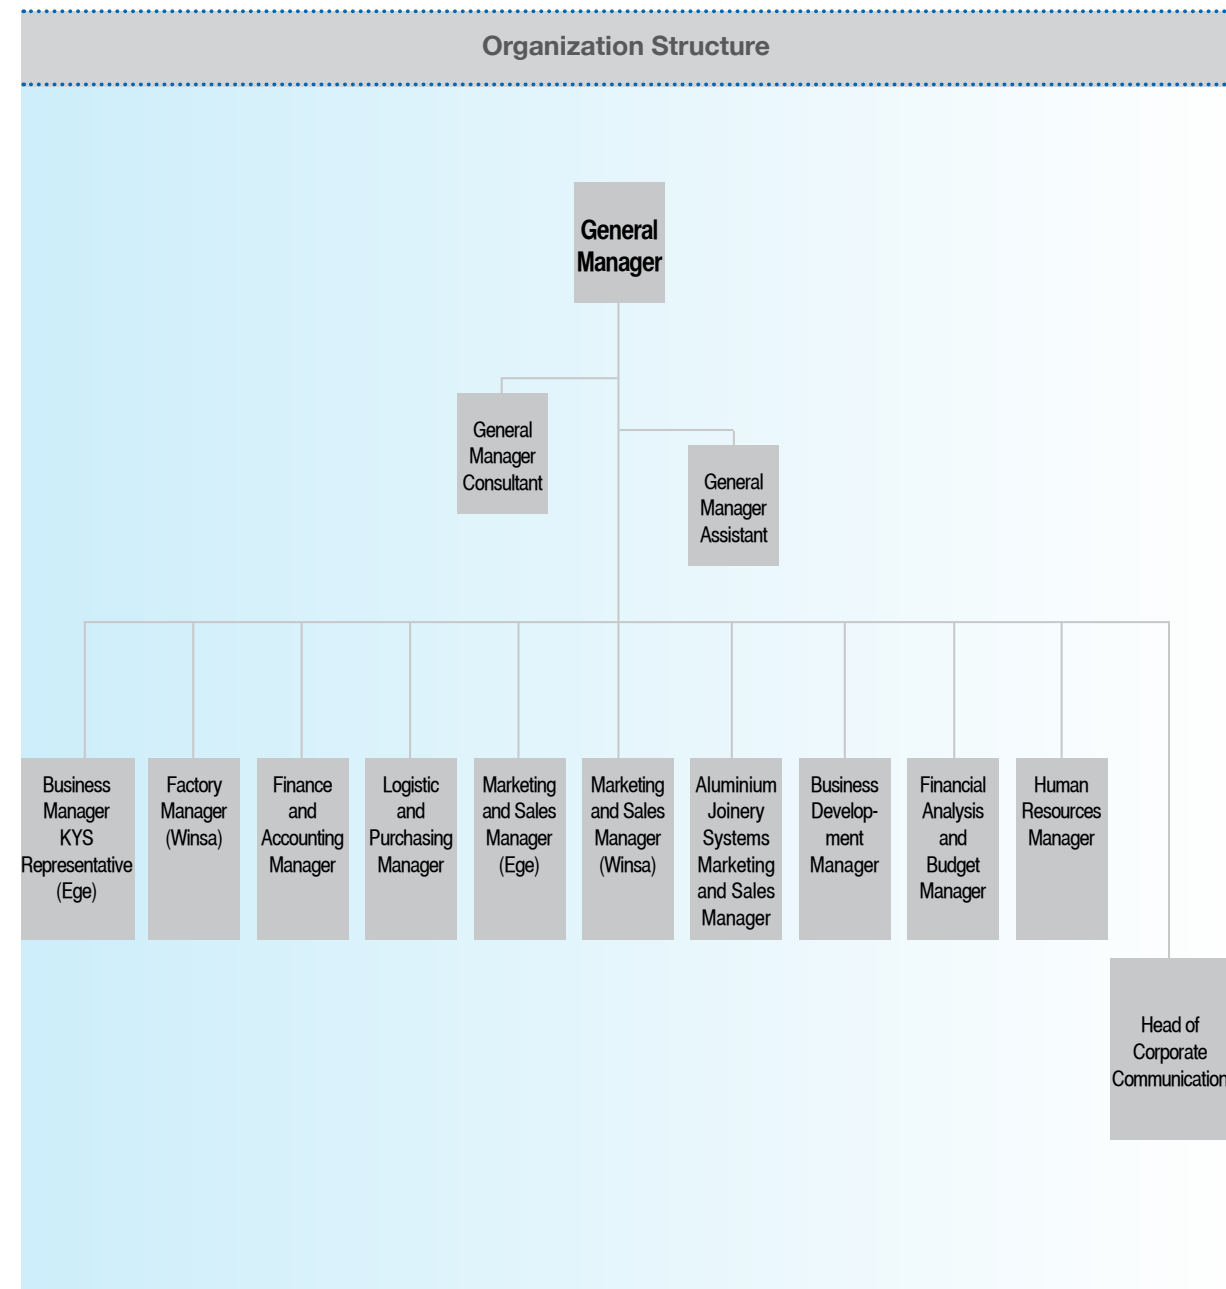 Organization Structure
General
Manager
General
Manager
Consultant
General
Manager
Assistant
Business
Manager
KYS
Representative
(Ege)
Factory
Manager
(Winsa)
Finance
and
Accounting
Manager
Logistic
and
Purchasing
Manager
Marketing
and Sales
Manager
(Ege)
Marketing
and Sales
Manager
(Winsa)
Aluminium
Joinery
Systems
Marketing
and Sales
Manager
Business
Develop-
ment
Manager
Financial
Analysis
and
Budget
Manager
Human
Resources
Manager
Head of
Corporate
Communication